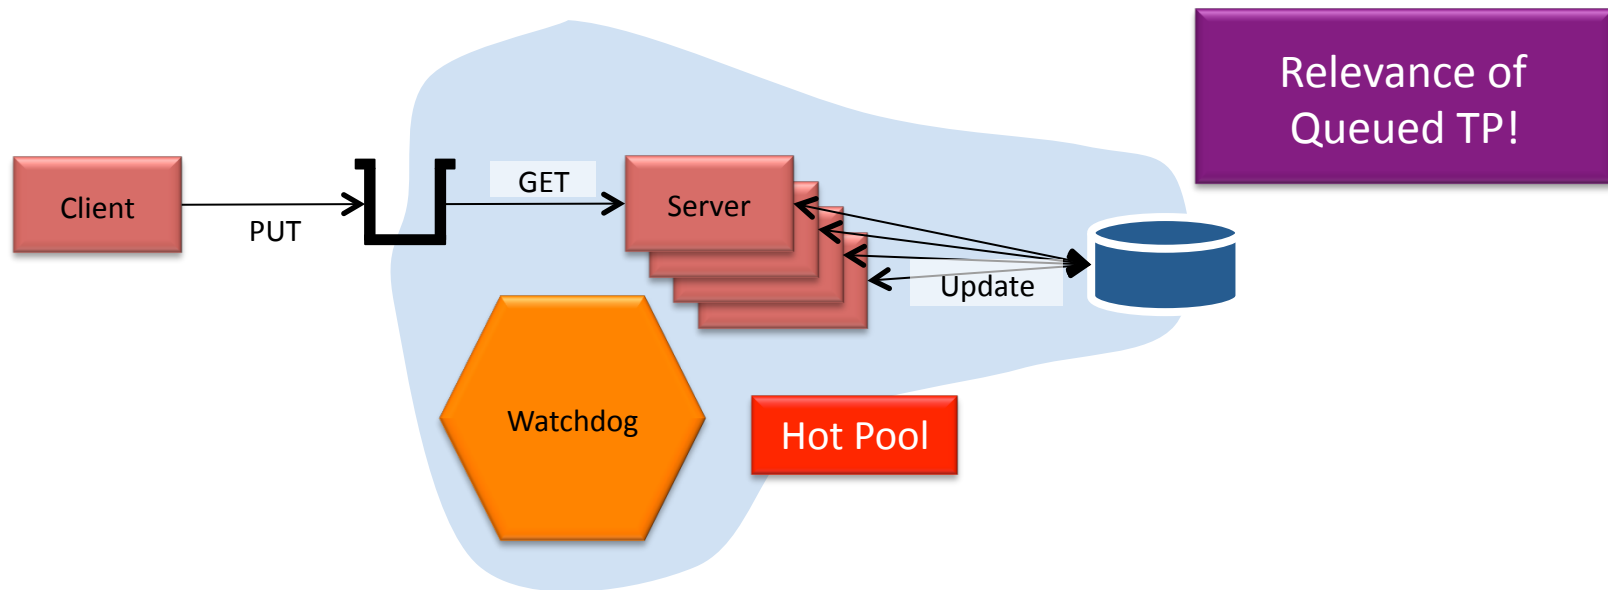 Relevance of
Queued TP!
Client
PUT
GET
Server
Update
Watchdog
Hot Pool